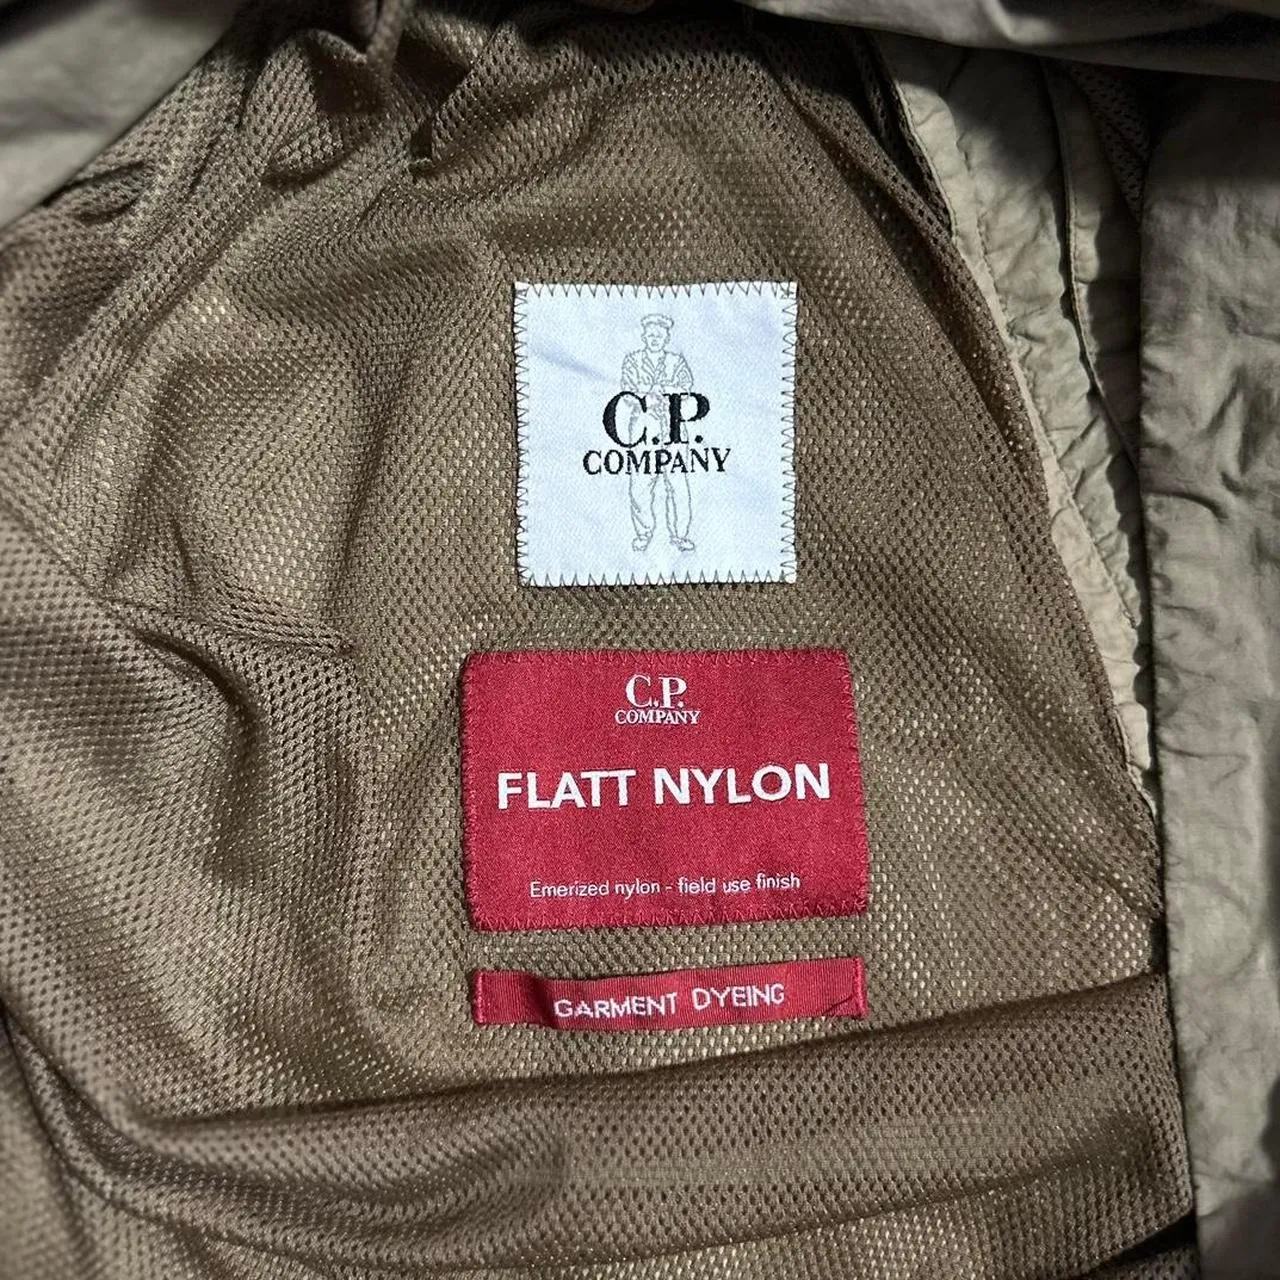 C.P.
COMPANY
C.P.
COMPANY
FLATT NYLON
Emerized nylon - field use finish
GARMENT DYEING